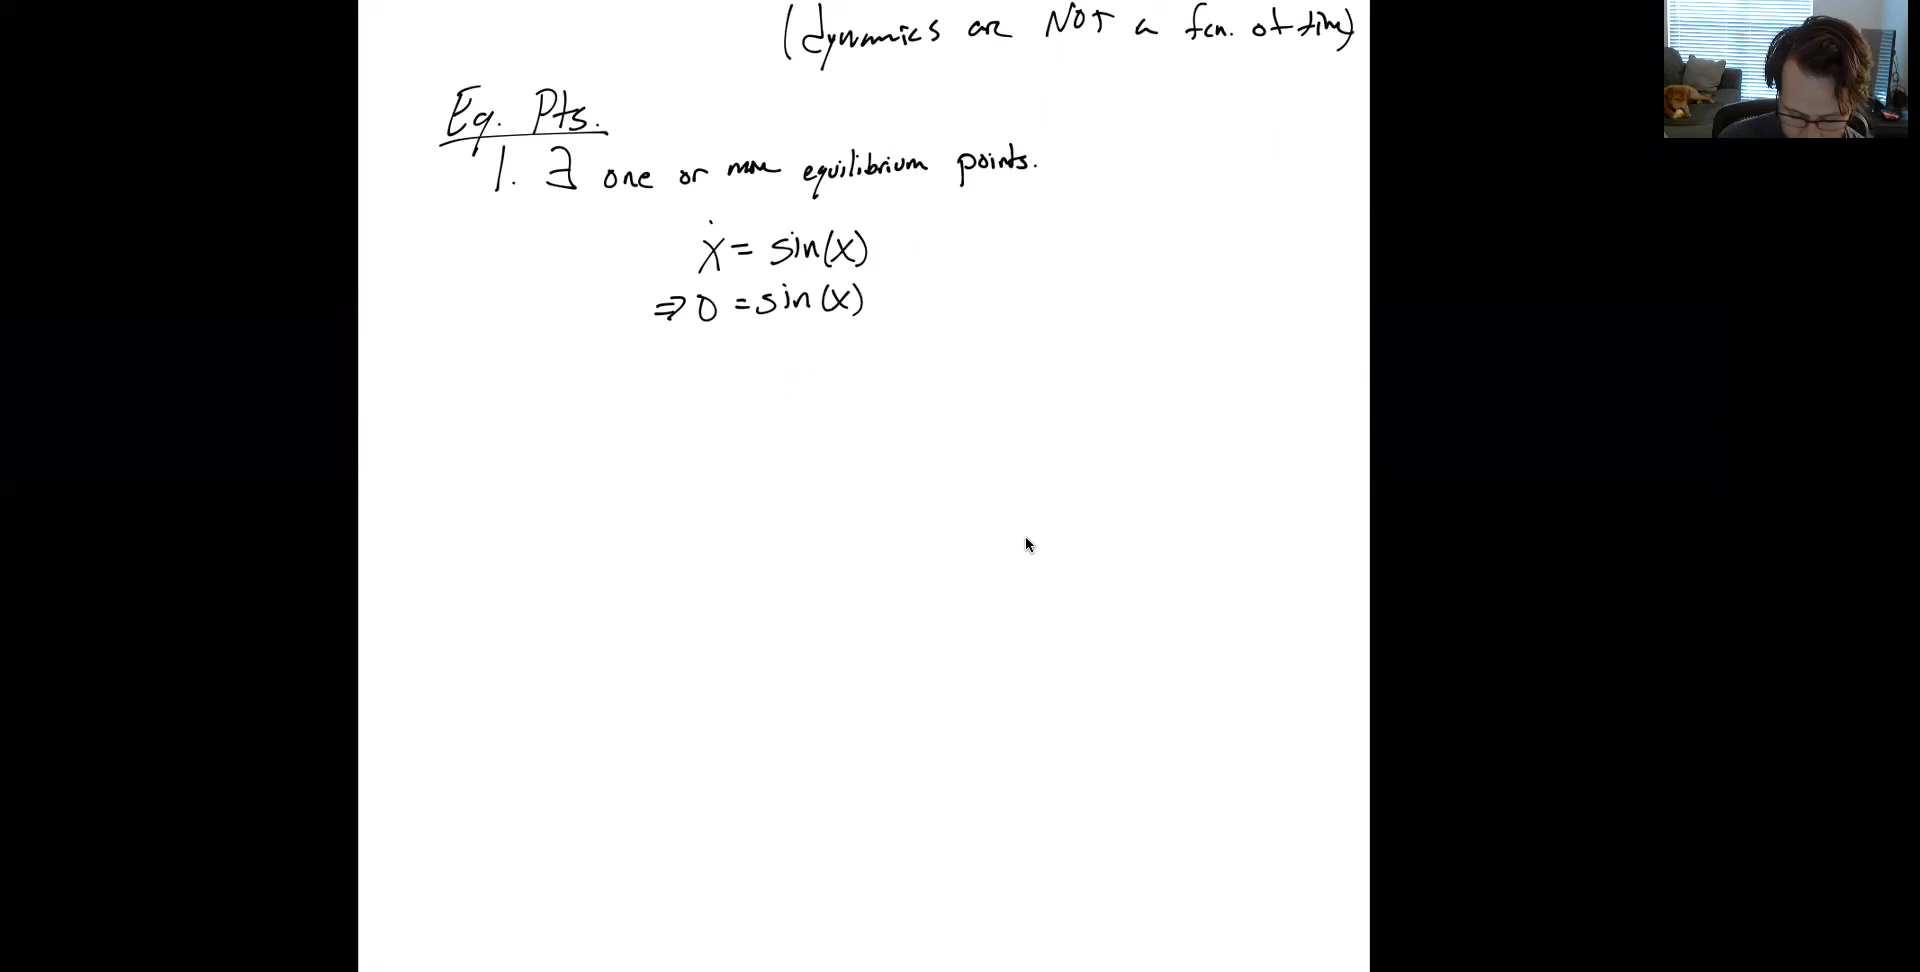 (dynamics are NOT a fcn. of time)
Eq. Pts.
1. ∃ one or more equilibrium points.
ẋ = sin(x)
⇒ 0 = sin(x)